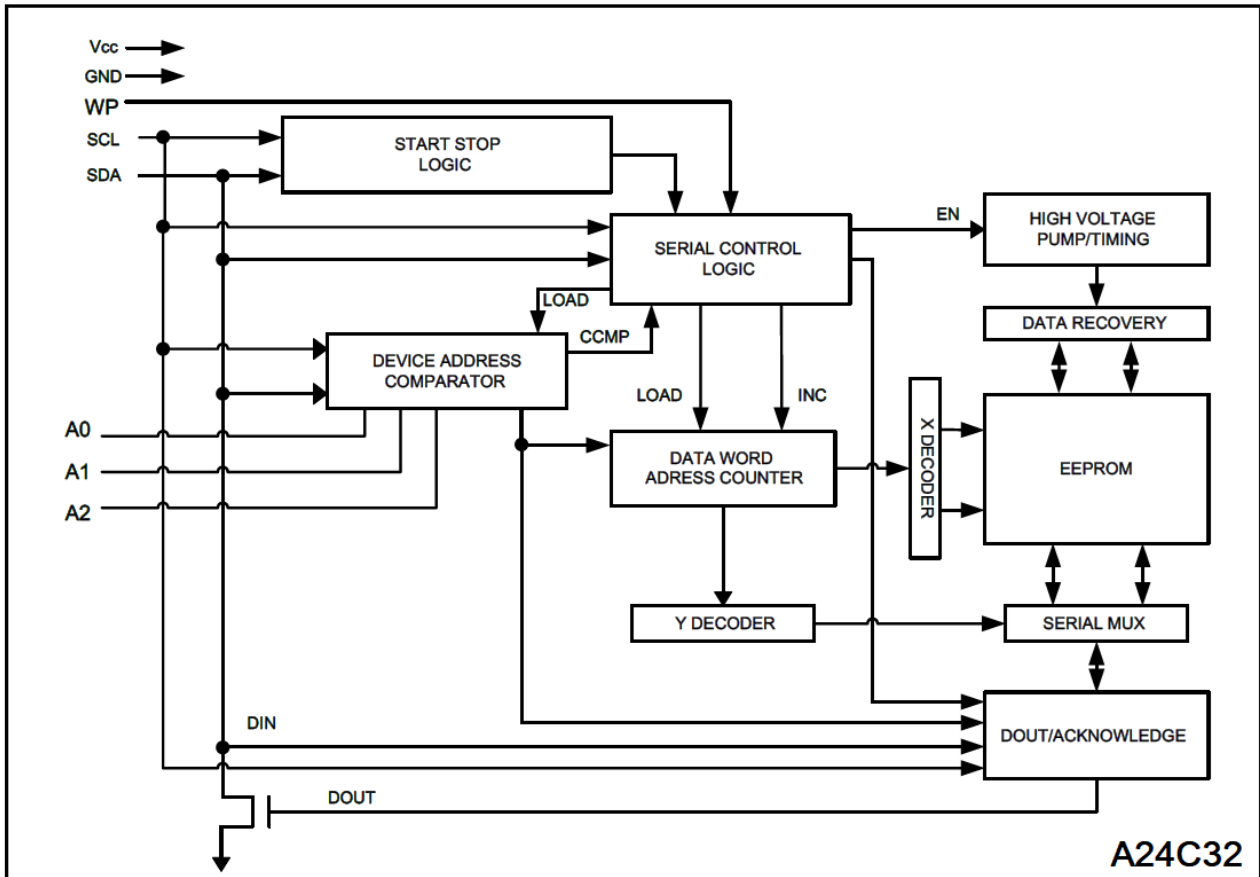 Vcc
GND
WP
SCL
SDA
START STOP
LOGIC
SERIAL CONTROL
LOGIC
EN
HIGH VOLTAGE
PUMP/TIMING
LOAD
CCMP
DATA RECOVERY
DEVICE ADDRESS
COMPARATOR
LOAD
INC
A0
A1
A2
DATA WORD
ADRESS COUNTER
X DECODER
EEPROM
Y DECODER
SERIAL MUX
DIN
DOUT/ACKNOWLEDGE
DOUT
A24C32